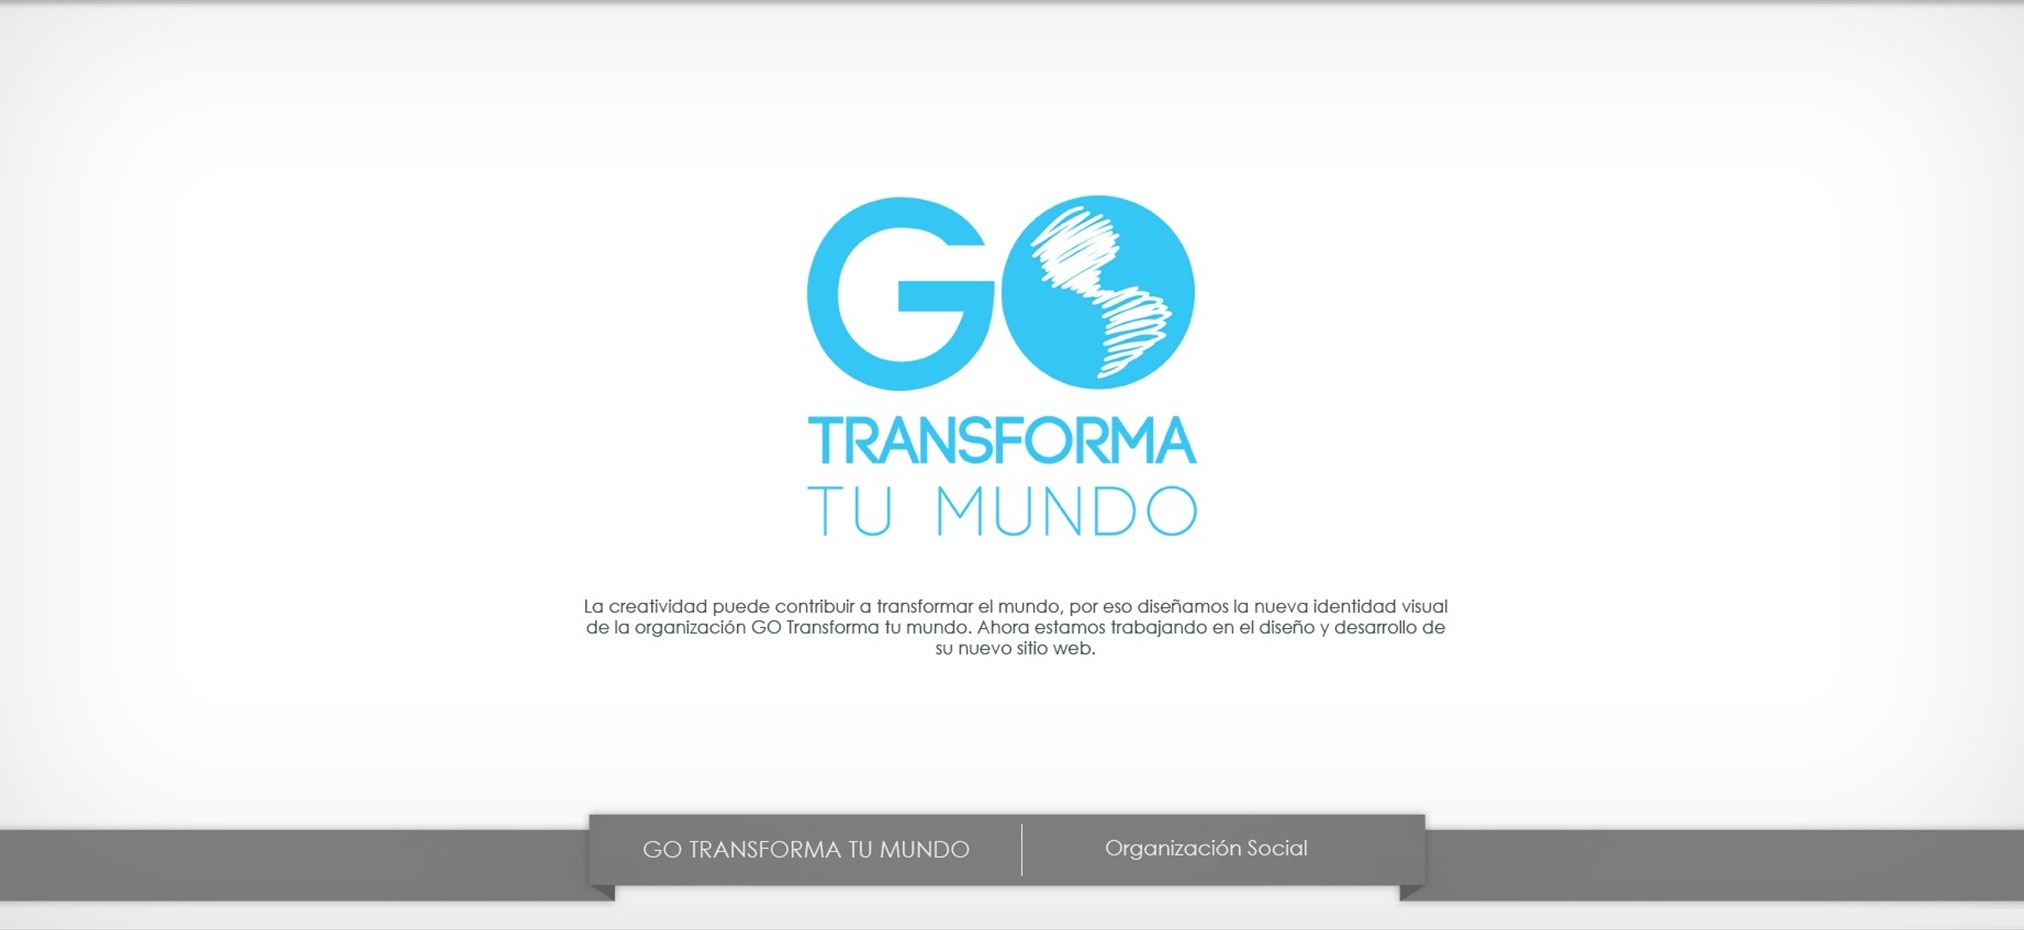 GO
TRANSFORMA
TU MUNDO
La creatividad puede contribuir a transformar el mundo, por eso diseñamos la nueva identidad visual
de la organización GO Transforma tu mundo. Ahora estamos trabajando en el diseño y desarrollo de
su nuevo sitio web.
GO TRANSFORMA TU MUNDO
Organización Social